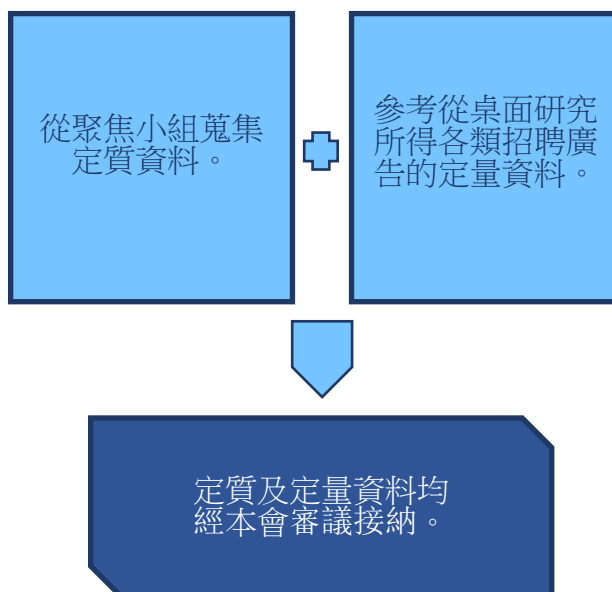 從聚焦小組蒐集
定質資料。
參考從桌面研究
所得各類招聘廣
告的定量資料。
定質及定量資料均
經本會審議接納。